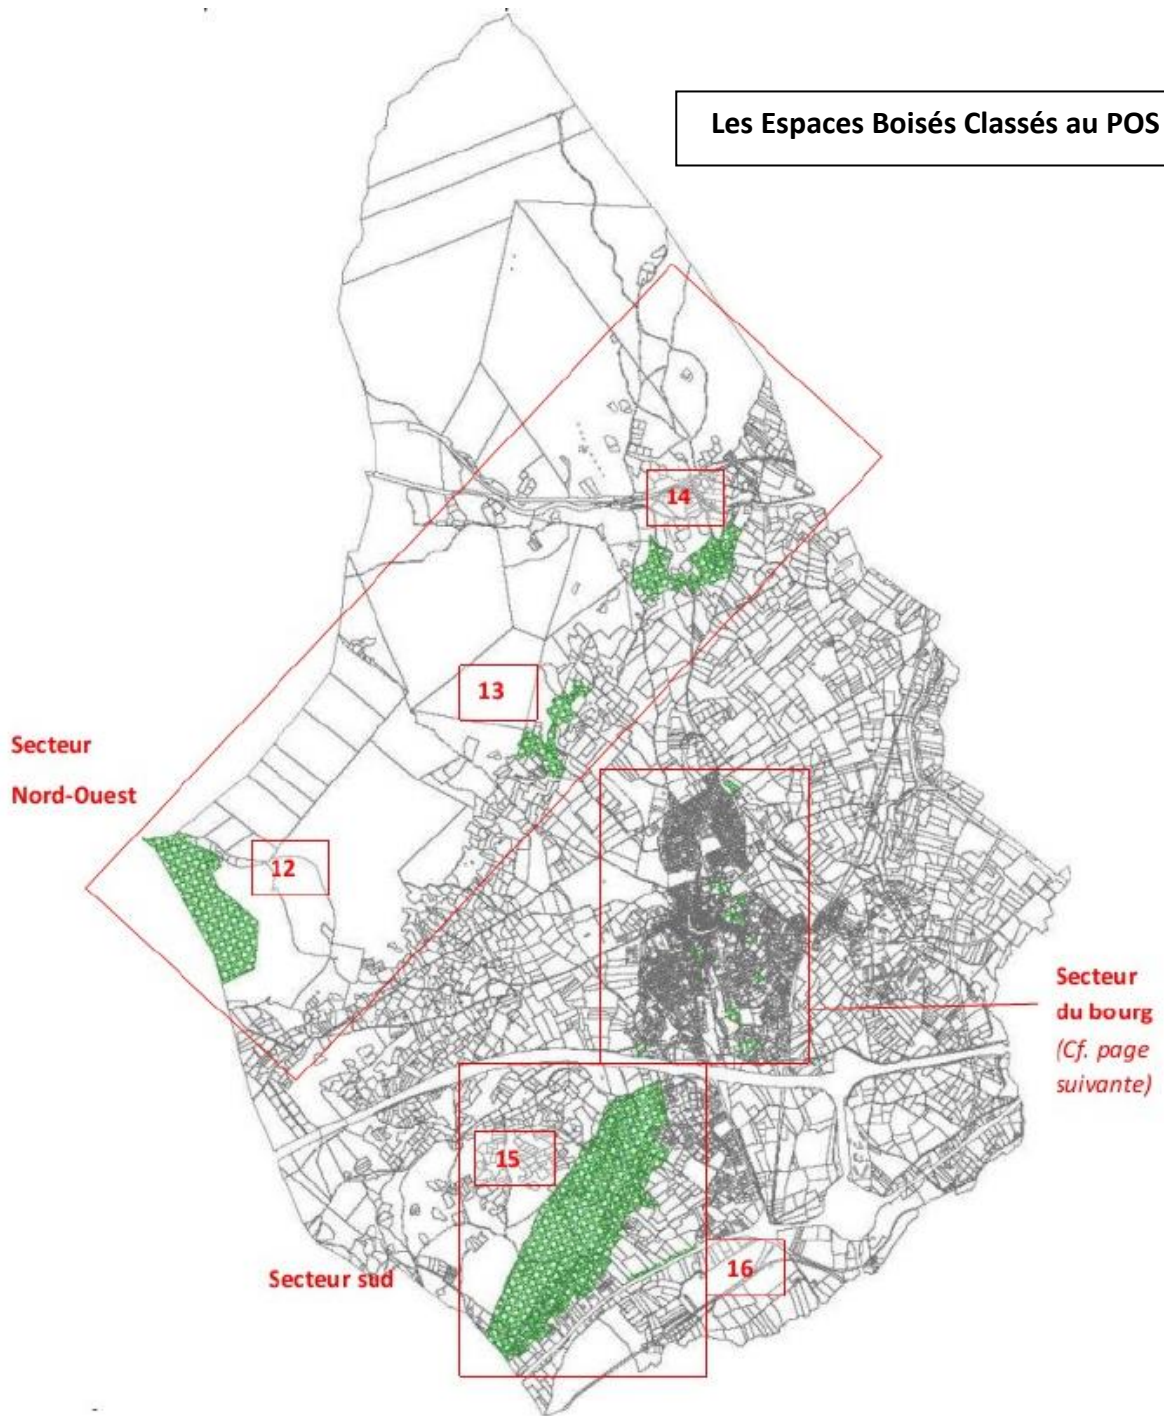 Les Espaces Boisés Classés au POS
14
13
Secteur
Nord-Ouest
12
Secteur
du bourg
(Cf. page
suivante)
15
16
Secteur sud